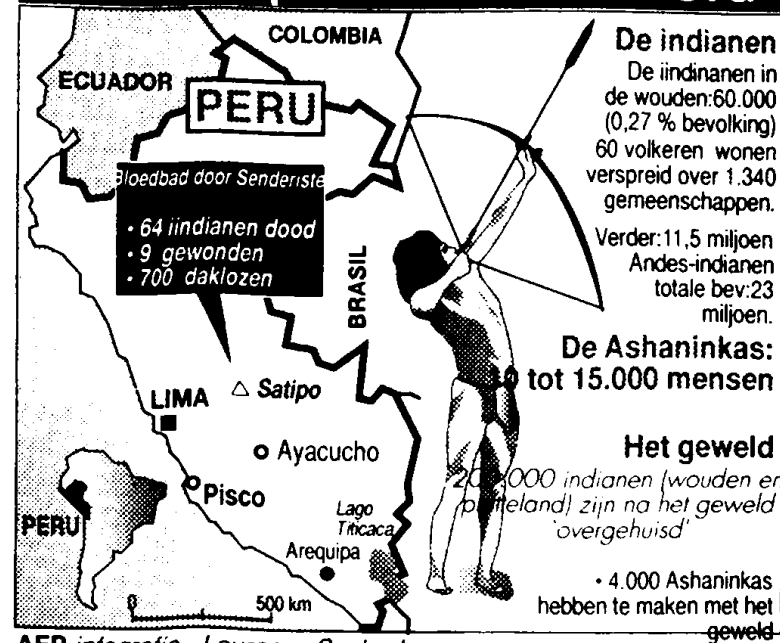 COLOMBIA
ECUADOR
PERU
Bloedbad door Senderiste
• 64 iindianen dood
• 9 gewonden
• 700 daklozen
BRASIL
LIMA
Satipo
Ayacucho
Pisco
PERU
Lago
Titicaca
Arequipa
0
500 km
De indianen
De iindinanen in
de wouden:60.000
(0,27 % bevolking)
60 volkeren wonen
verspreid over 1.340
gemeenschappen.
Verder:11,5 miljoen
Andes-indianen
totale bev:23
miljoen.
De Ashaninkas:
tot 15.000 mensen
Het geweld
indianen (wouden en
zijn na het geweld
'overgehuisd'
• 4.000 Ashaninkas
hebben te maken met het
geweld
AFP